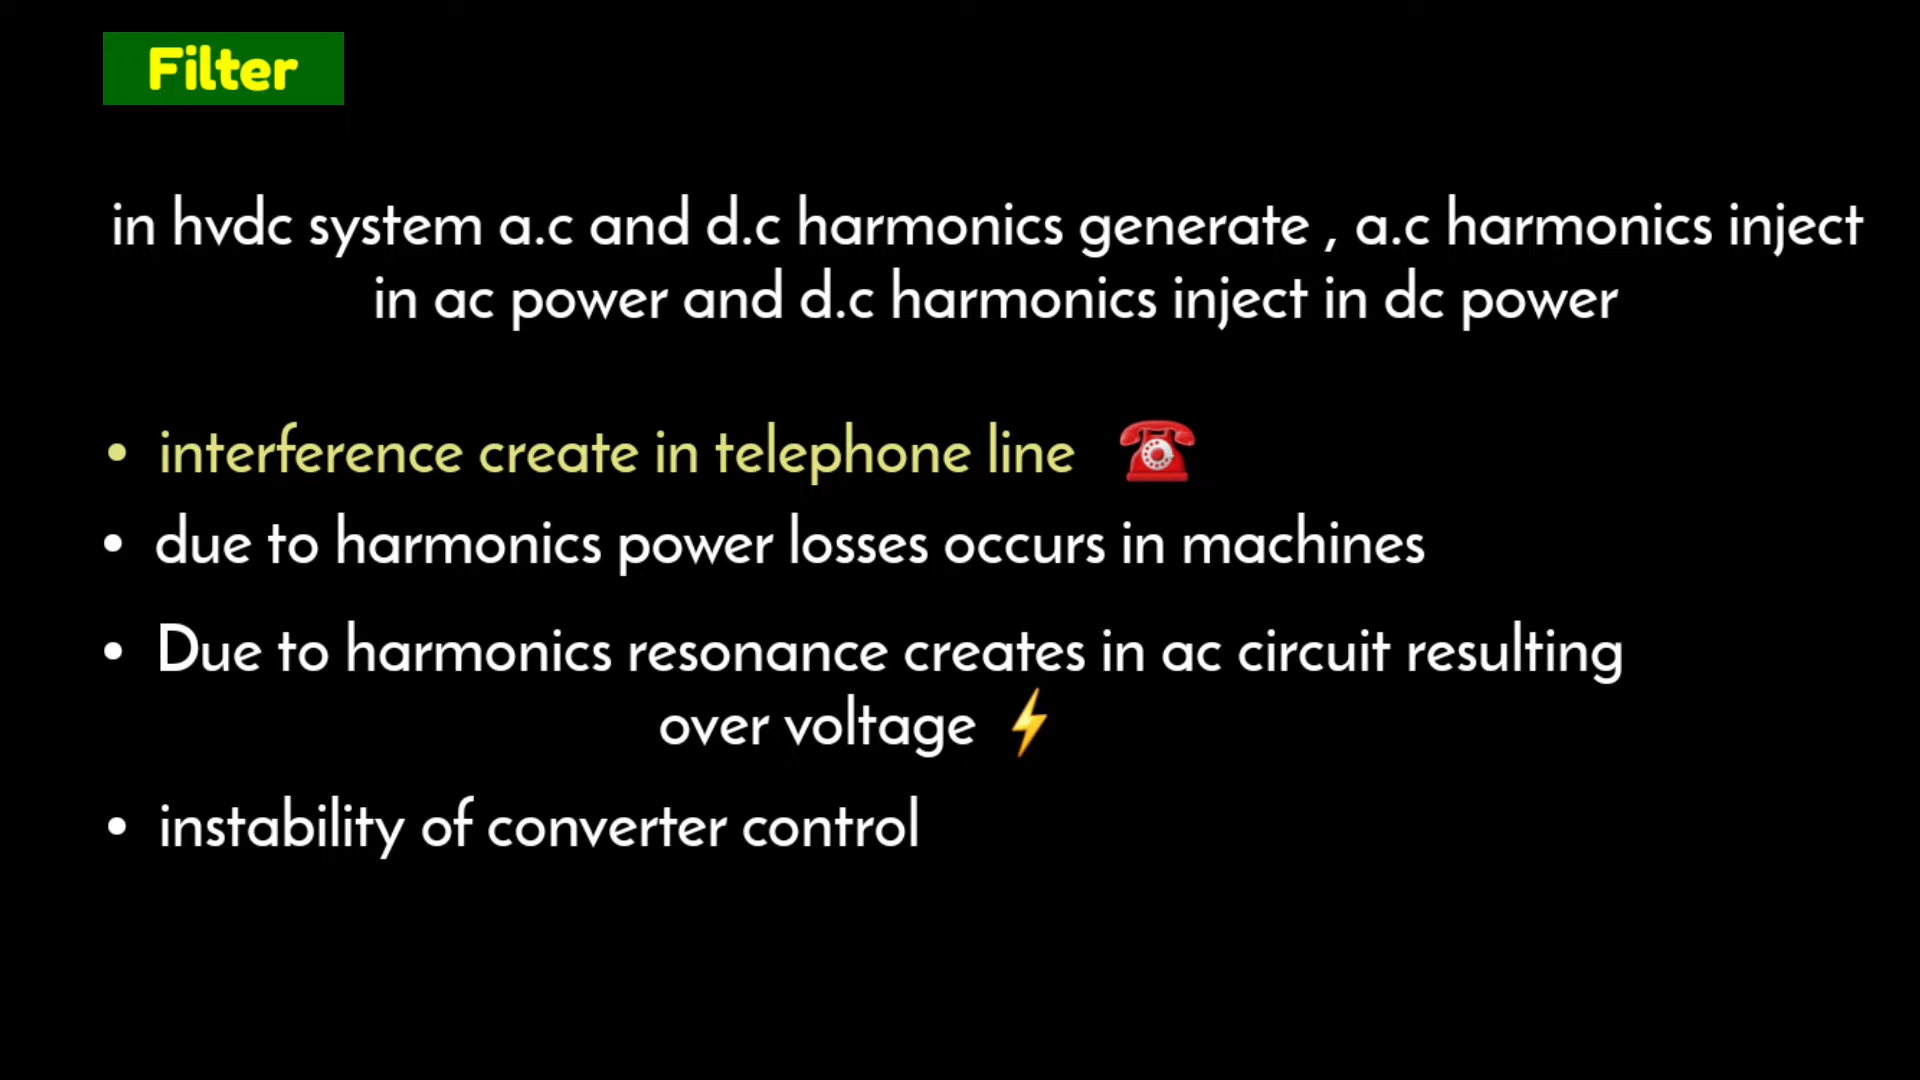 Filter
in hvdc system a.c and d.c harmonics generate , a.c harmonics inject
in ac power and d.c harmonics inject in dc power
• interference create in telephone line ☎️
• due to harmonics power losses occurs in machines
• Due to harmonics resonance creates in ac circuit resulting
over voltage ⚡
• instability of converter control